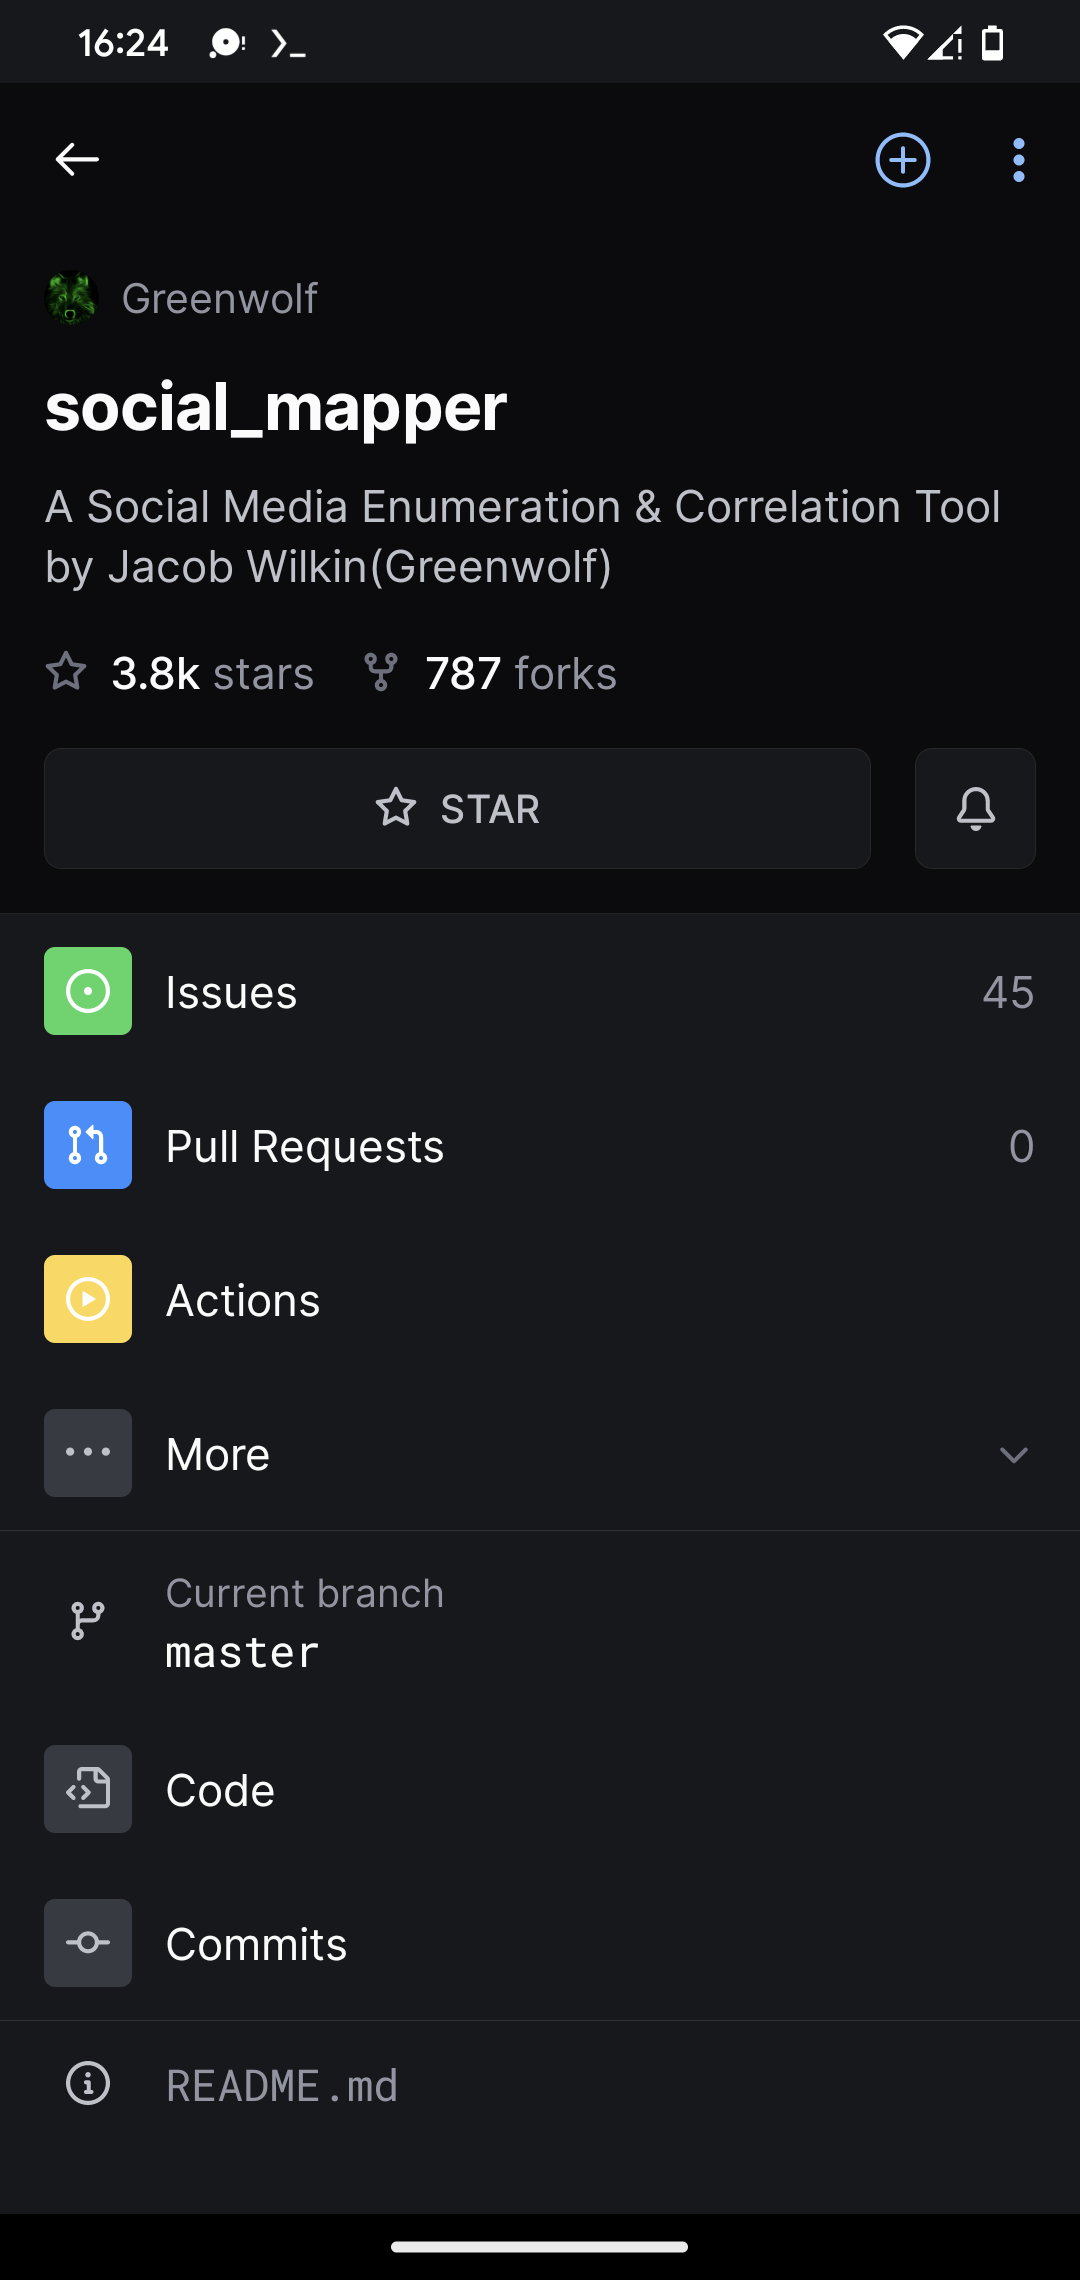 16:24
Greenwolf
social_mapper
A Social Media Enumeration & Correlation Tool
by Jacob Wilkin(Greenwolf)
3.8k stars 787 forks
STAR
Issues 45
Pull Requests 0
Actions
More
Current branch
master
Code
Commits
README.md